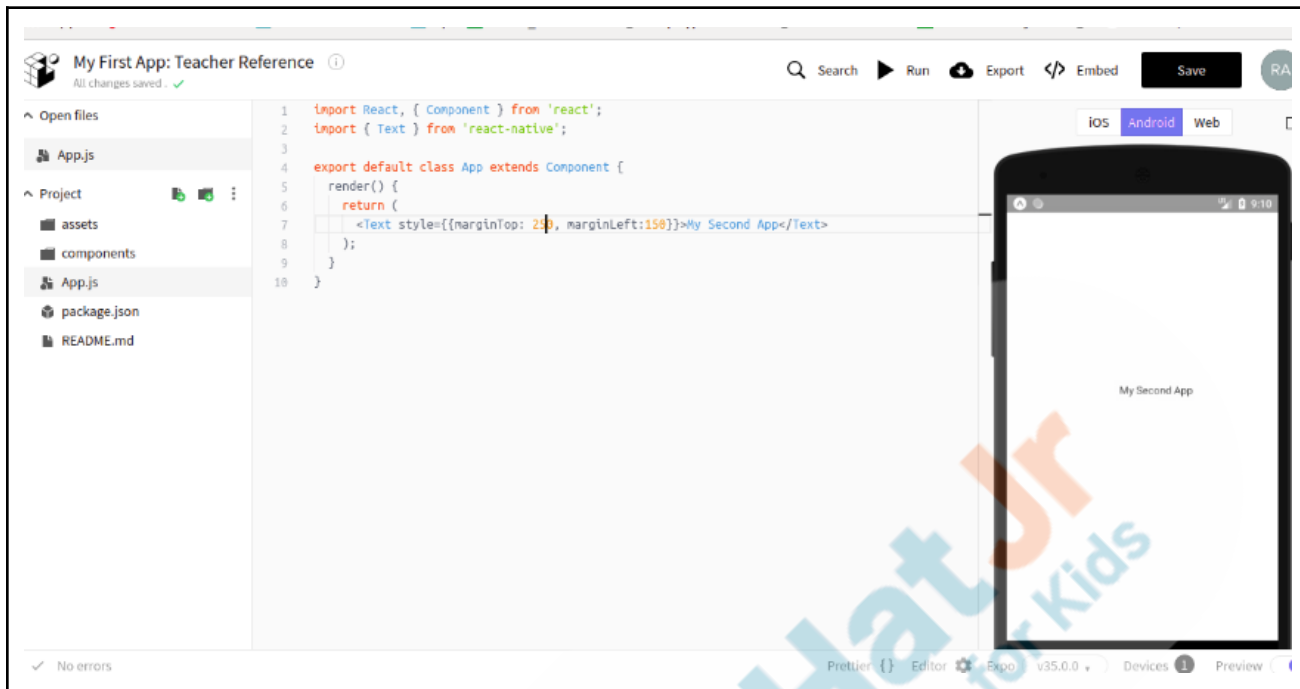 My First App: Teacher Reference
All changes saved. ✓
Search Run Export </> Embed Save RA
Open files
App.js
Project
assets
components
App.js
package.json
README.md
1 import React, { Component } from 'react';
2 import { Text } from 'react-native';
3
4 export default class App extends Component {
5 render() {
6 return (
7 <Text style={{marginTop: 250, marginLeft:150}}>My Second App</Text>
8 );
9 }
10 }
iOS Android Web
9:10
My Second App
Hat Jr
for Kids
✓ No errors
Prettier {} Editor Expo v35.0.0 Devices 1 Preview